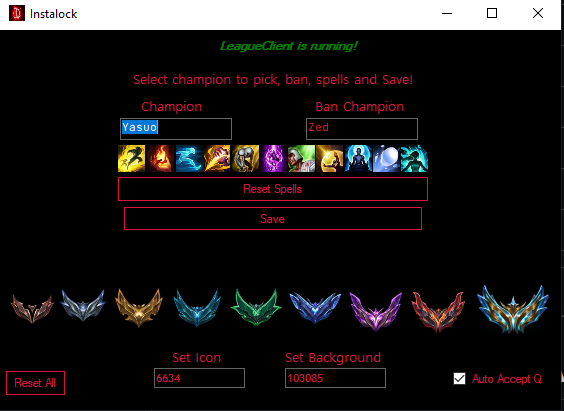 Instalock
LeagueClient is running!
Select champion to pick, ban, spells and Save!
Champion Ban Champion
Yasuo Zed
Reset Spells
Save
Set Icon Set Background
Reset All 6634 103085 Auto Accept Q